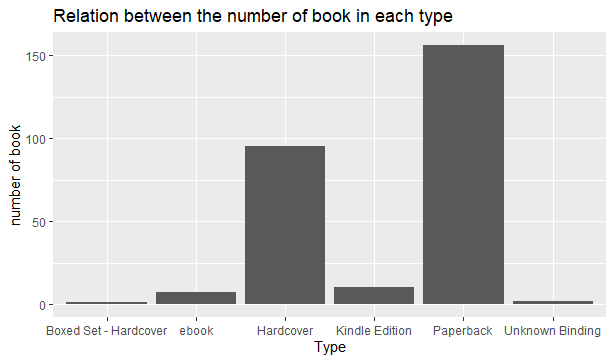 Relation between the number of book in each type
number of book
150
100
50
0
Boxed Set - Hardcover ebook Hardcover Kindle Edition Paperback Unknown Binding
Type